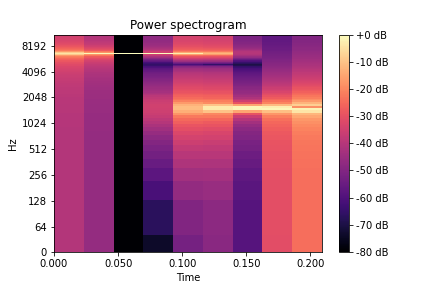 Power spectrogram
8192
4096
2048
1024
512
256
128
64
0
Hz
0.000 0.050 0.100 0.150 0.200
Time
+0 dB
-10 dB
-20 dB
-30 dB
-40 dB
-50 dB
-60 dB
-70 dB
-80 dB